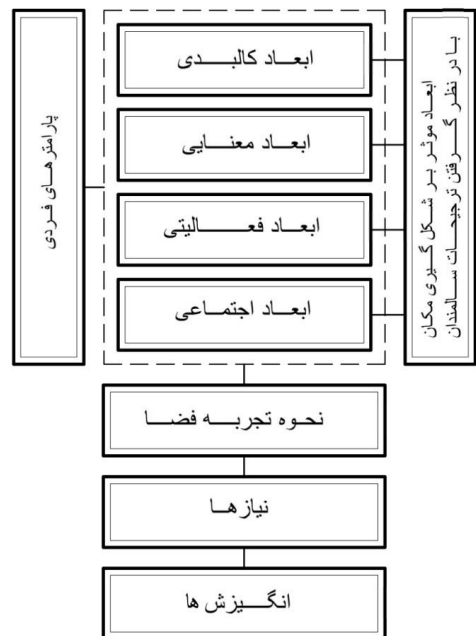 با در نظر گرفتن ترجیحات سالمندان
ابعاد موثر بر شکل گیری مکان
ابعاد کالبدی
ابعاد معنایی
ابعاد فعالیتی
ابعاد اجتماعی
پارامترهای فردی
نحوه تجربه فضا
نیازها
انگیزش ها